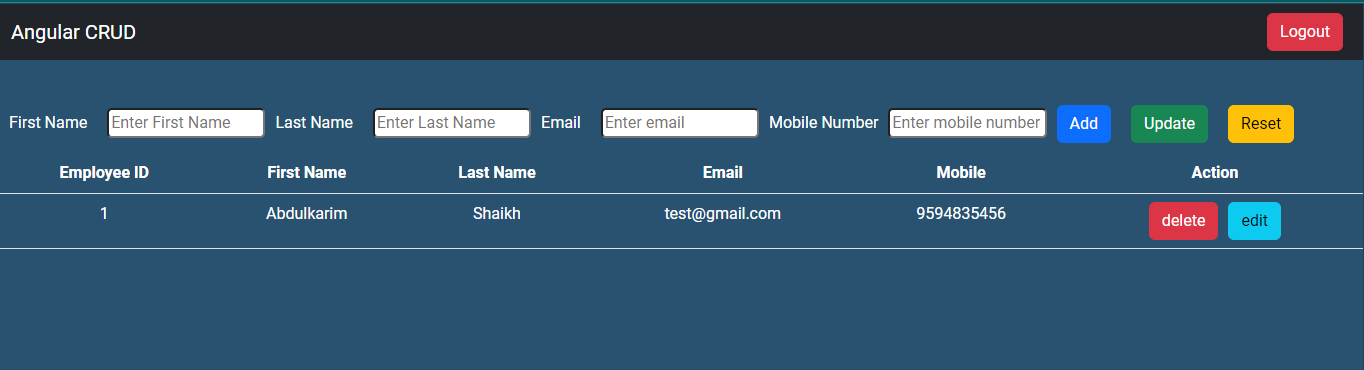 Angular CRUD Logout
First Name Enter First Name Last Name Enter Last Name Email Enter email Mobile Number Enter mobile number Add Update Reset
Employee ID First Name Last Name Email Mobile Action
1 Abdulkarim Shaikh test@gmail.com 9594835456 delete edit